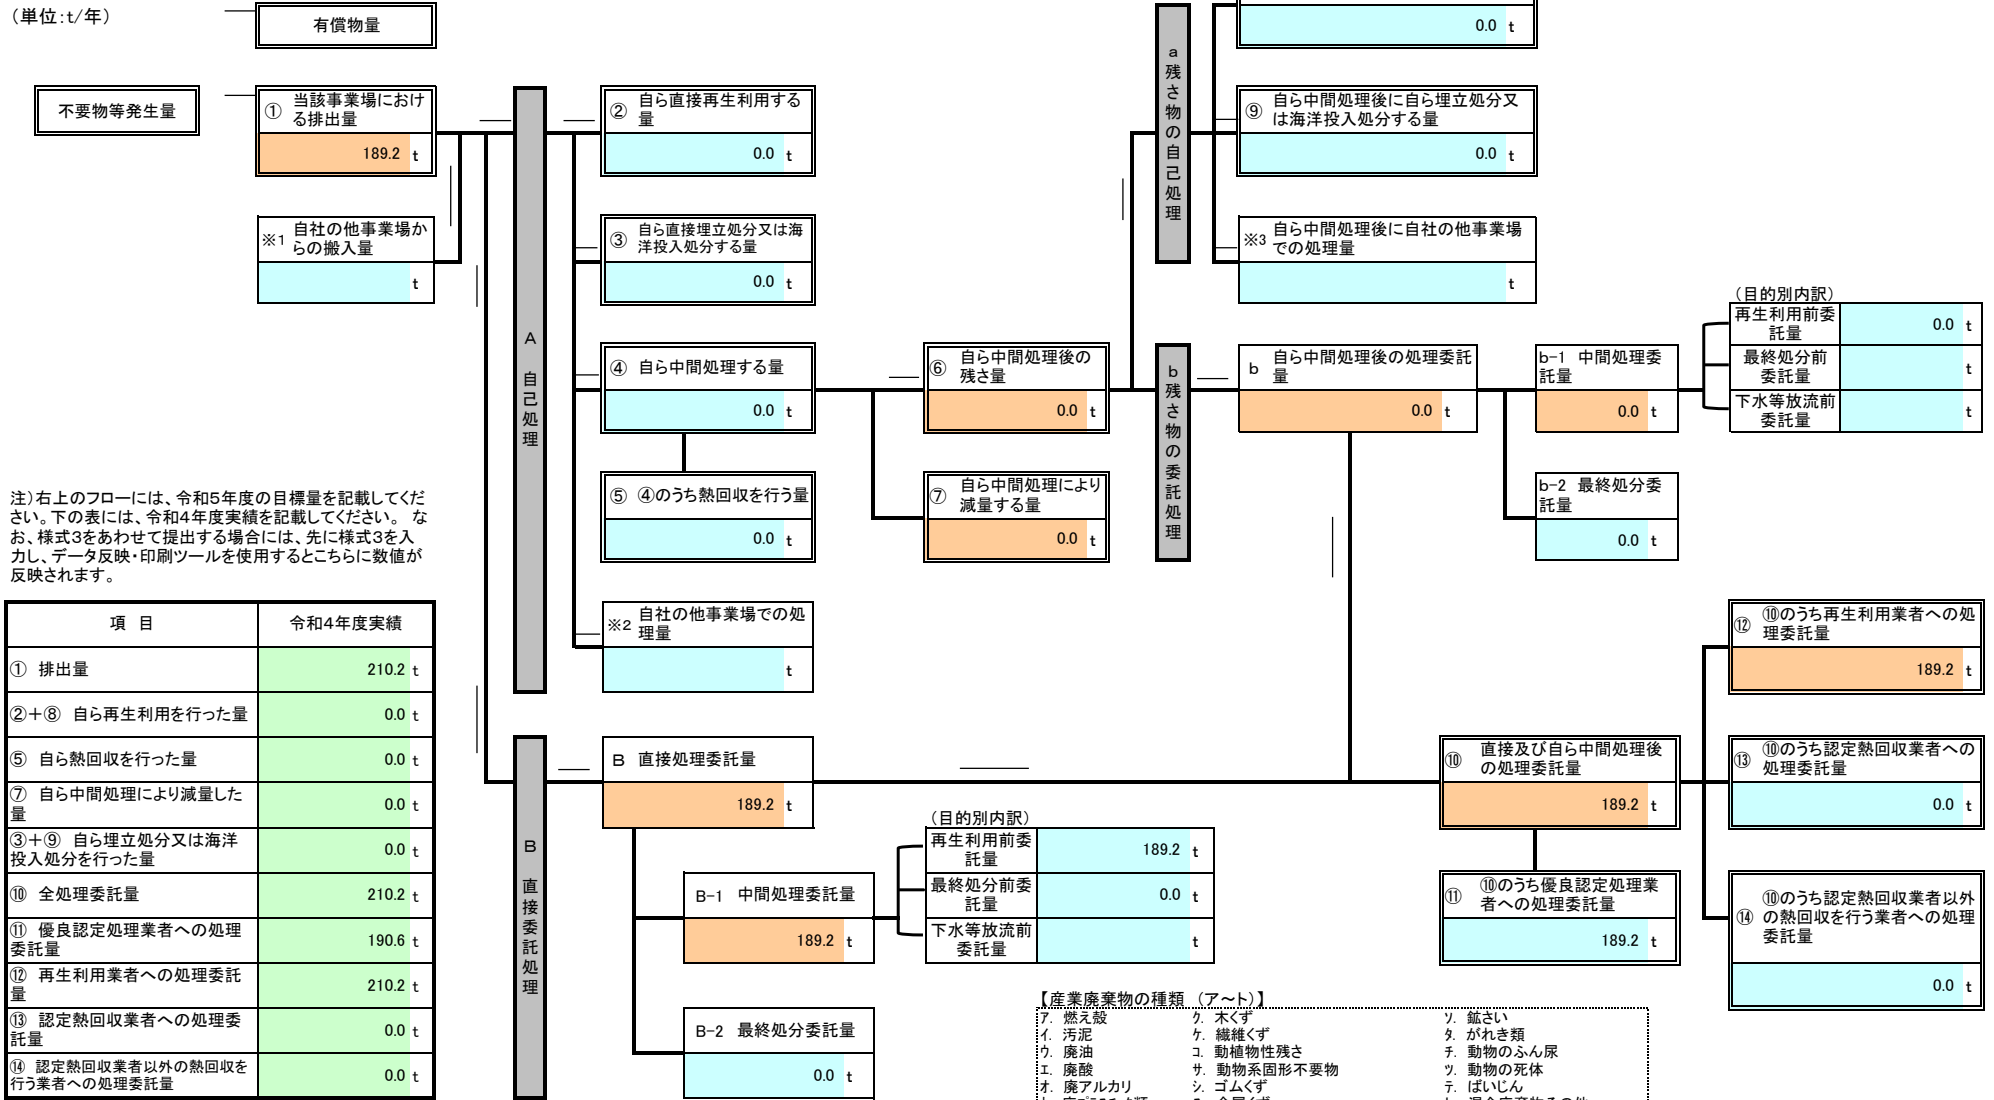 （単位：t/年）
有償物量
不要物等発生量
① 当該事業場におけ
る排出量
189.2 t
※1 自社の他事業場か
らの搬入量
t
A 自己処理
② 自ら直接再生利用する
量
0.0 t
③ 自ら直接埋立処分又は海
洋投入処分する量
0.0 t
④ 自ら中間処理する量
0.0 t
⑤ ④のうち熱回収を行う量
0.0 t
※2 自社の他事業場での処
理量
t
⑥ 自ら中間処理後の
残さ量
0.0 t
⑦ 自ら中間処理により
減量する量
0.0 t
a 残さ物の自己処理
0.0 t
⑨ 自ら中間処理後に自ら埋立処分又
は海洋投入処分する量
0.0 t
※3 自ら中間処理後に自社の他事業場
での処理量
t
b 残さ物の委託処理
b 自ら中間処理後の処理委託
量
0.0 t
b-1 中間処理委
託量
0.0 t
b-2 最終処分委
託量
0.0 t
（目的別内訳）
再生利用前委
託量
0.0 t
最終処分前
委託量
t
下水等放流前
委託量
t
注）右上のフローには、令和5年度の目標量を記載してくだ
さい。下の表には、令和4年度実績を記載してください。 な
お、様式3をあわせて提出する場合には、先に様式3を入
力し、データ反映・印刷ツールを使用するとこちらに数値が
反映されます。
項 目 令和4年度実績
① 排出量 210.2 t
②＋⑧ 自ら再生利用を行った量 0.0 t
⑤ 自ら熱回収を行った量 0.0 t
⑦ 自ら中間処理により減量した
量 0.0 t
③＋⑨ 自ら埋立処分又は海洋
投入処分を行った量 0.0 t
⑩ 全処理委託量 210.2 t
⑪ 優良認定処理業者への処理
委託量 190.6 t
⑫ 再生利用業者への処理委託
量 210.2 t
⑬ 認定熱回収業者への処理委
託量 0.0 t
⑭ 認定熱回収業者以外の熱回収を
行う業者への処理委託量 0.0 t
B 直接委託処理
B 直接処理委託量
189.2 t
B-1 中間処理委託量
189.2 t
B-2 最終処分委託量
0.0 t
（目的別内訳）
再生利用前委
託量
189.2 t
最終処分前委
託量
0.0 t
下水等放流前
委託量
t
⑩ 直接及び自ら中間処理後
の処理委託量
189.2 t
⑪ ⑩のうち優良認定処理業
者への処理委託量
189.2 t
⑫ ⑩のうち再生利用業者への処
理委託量
189.2 t
⑬ ⑩のうち認定熱回収業者への
処理委託量
0.0 t
⑭ ⑩のうち認定熱回収業者以外
の熱回収を行う業者への処理
委託量
0.0 t
【産業廃棄物の種類 （ア～ト）】
ｱ. 燃え殻 ｸ. 木くず ｿ. 鉱さい
ｲ. 汚泥 ｹ. 繊維くず ﾀ. がれき類
ｳ. 廃油 ｺ. 動植物性残さ ﾁ. 動物のふん尿
ｴ. 廃酸 ｻ. 動物系固形不要物 ﾂ. 動物の死体
ｵ. 廃アルカリ ｼ. ゴムくず ﾃ. ばいじん